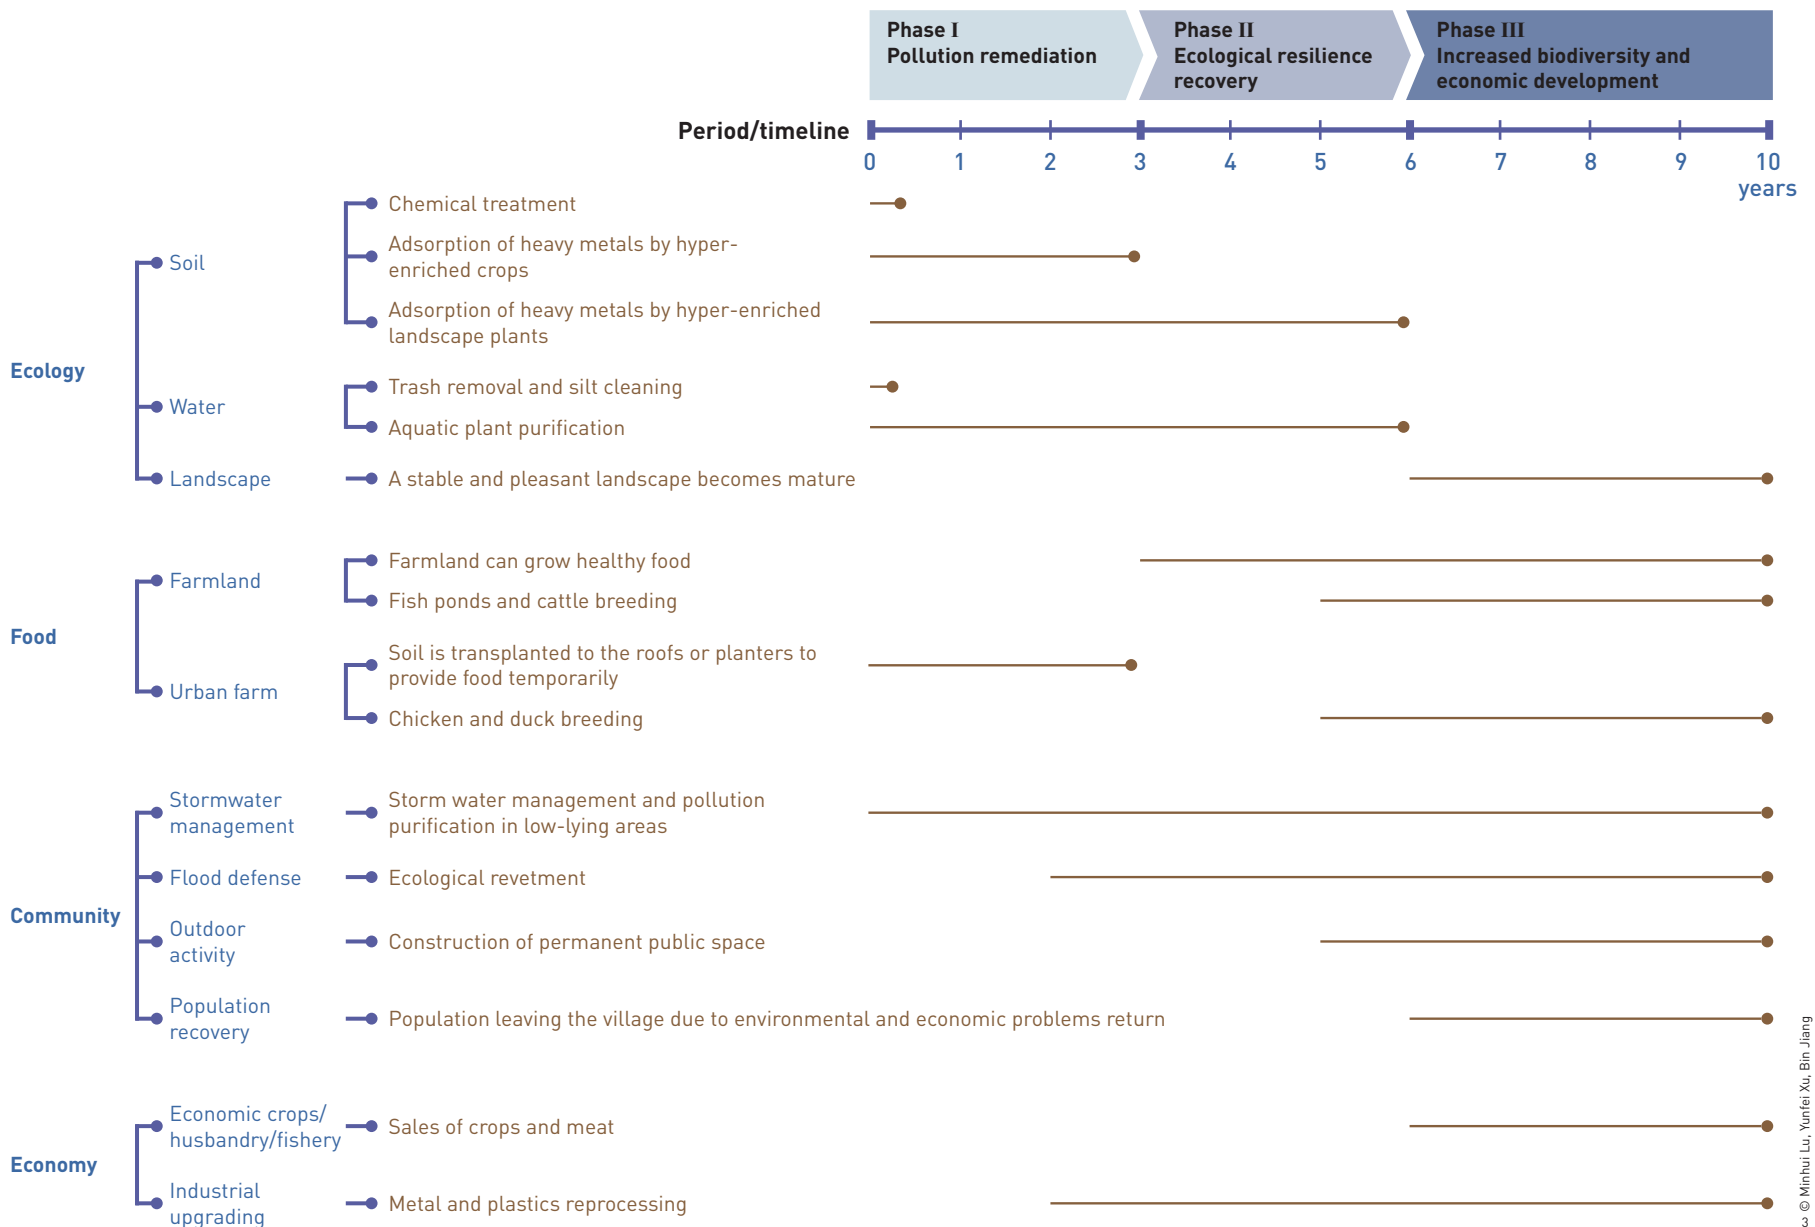 Phase I
Pollution remediation
Phase II
Ecological resilience
recovery
Phase III
Increased biodiversity and
economic development
Period/timeline
0 1 2 3 4 5 6 7 8 9 10
years
Ecology
Soil
Chemical treatment
Adsorption of heavy metals by hyper-
enriched crops
Adsorption of heavy metals by hyper-enriched
landscape plants
Water
Trash removal and silt cleaning
Aquatic plant purification
Landscape
A stable and pleasant landscape becomes mature
Food
Farmland
Farmland can grow healthy food
Fish ponds and cattle breeding
Urban farm
Soil is transplanted to the roofs or planters to
provide food temporarily
Chicken and duck breeding
Community
Stormwater
management
Storm water management and pollution
purification in low-lying areas
Flood defense
Ecological revetment
Outdoor
activity
Construction of permanent public space
Population
recovery
Population leaving the village due to environmental and economic problems return
Economy
Economic crops/
husbandry/fishery
Sales of crops and meat
Industrial
upgrading
Metal and plastics reprocessing
3 © Minhui Lu, Yunfei Xu, Bin Jiang